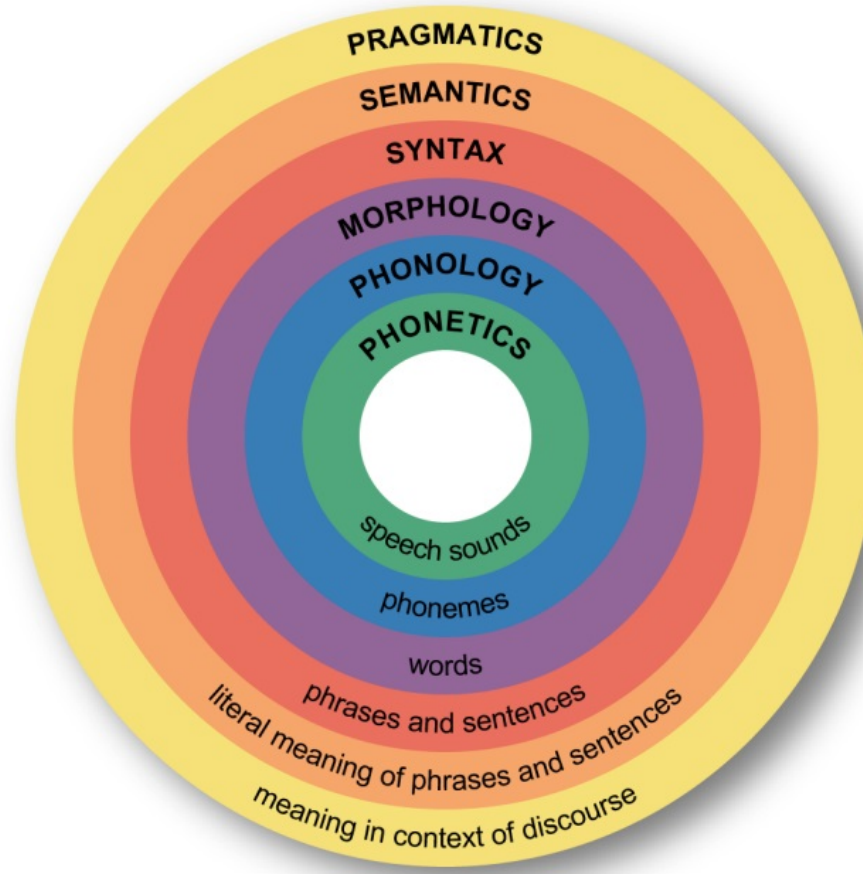 PRAGMATICS
SEMANTICS
SYNTAX
MORPHOLOGY
PHONOLOGY
PHONETICS
speech sounds
phonemes
words
phrases and sentences
literal meaning of phrases and sentences
meaning in context of discourse